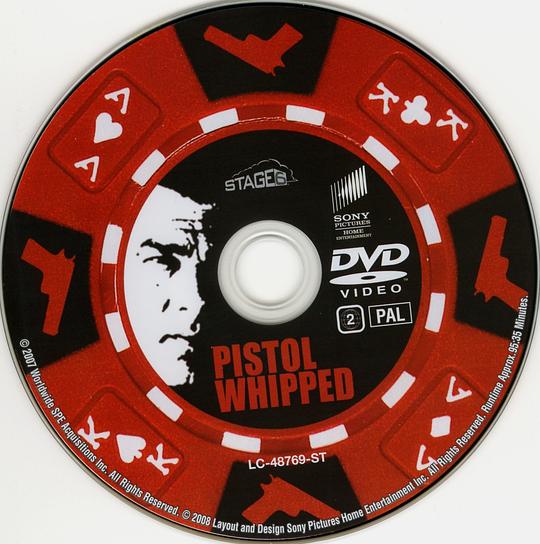 A
A
K
K
STAGE6
SONY
PICTURES
HOME
ENTERTAINMENT
DVD
VIDEO
2
PAL
PISTOL
WHIPPED
LC-48769-ST
K
K
A
A
© 2007 Worldwide SPE Acquisitions Inc. All Rights Reserved. © 2008 Layout and Design Sony Pictures Home Entertainment Inc. All Rights Reserved. Runtime Approx. 95:35 Minutes.